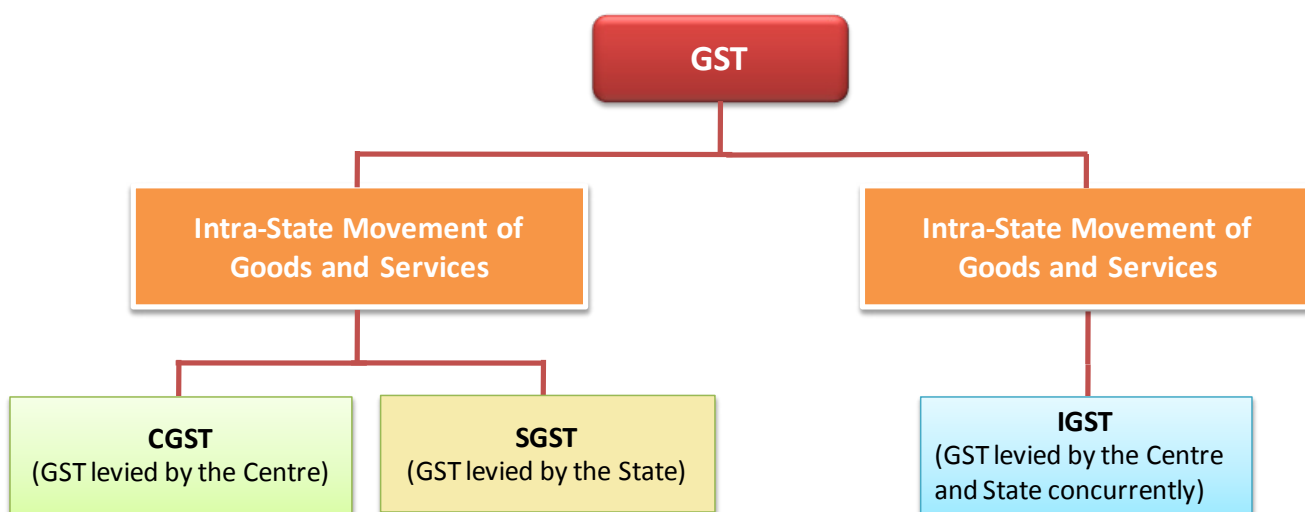 GST
Intra-State Movement of
Goods and Services
Intra-State Movement of
Goods and Services
CGST
(GST levied by the Centre)
SGST
(GST levied by the State)
IGST
(GST levied by the Centre
and State concurrently)